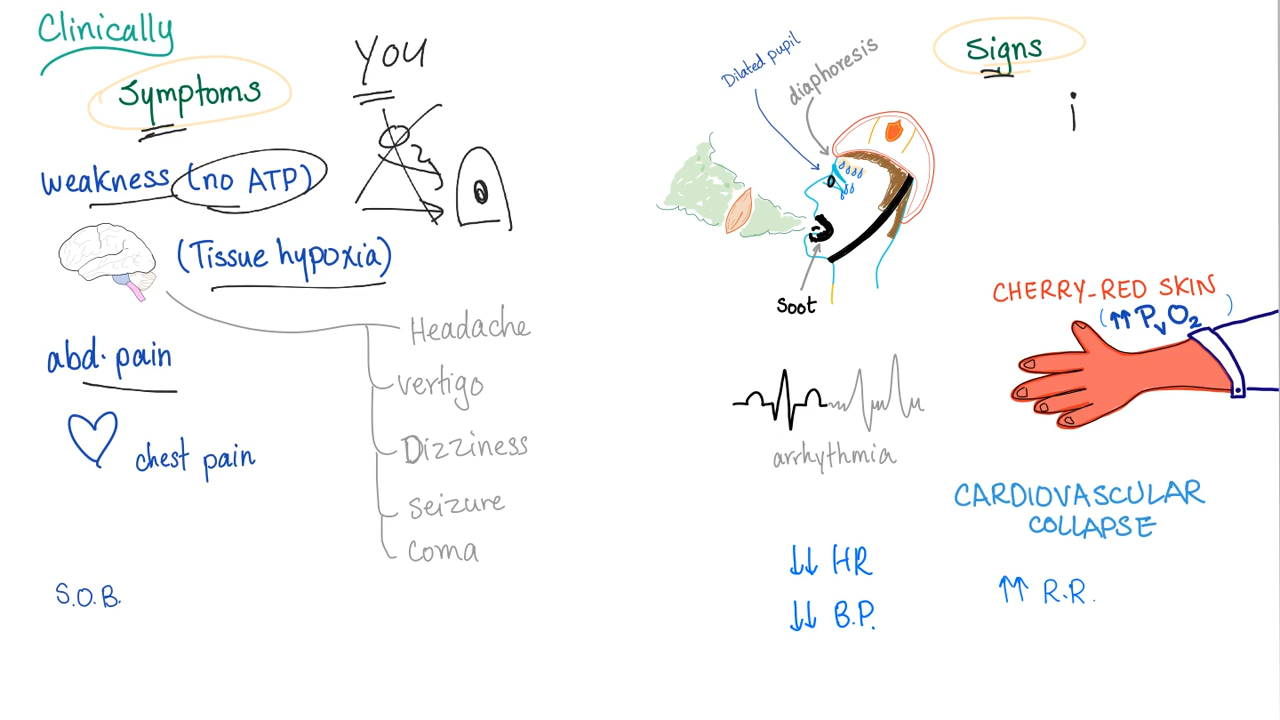 Clinically
Symptoms
YOU
weakness (no ATP)
(Tissue hypoxia)
Headache
vertigo
Dizziness
seizure
coma
abd. pain
chest pain
S.O.B.
Signs
i
Dilated pupil
diaphoresis
Soot
CHERRY-RED SKIN
(↑↑ PvO2)
arrhythmia
CARDIOVASCULAR
COLLAPSE
↓↓ HR
↓↓ B.P.
↑↑ R.R.